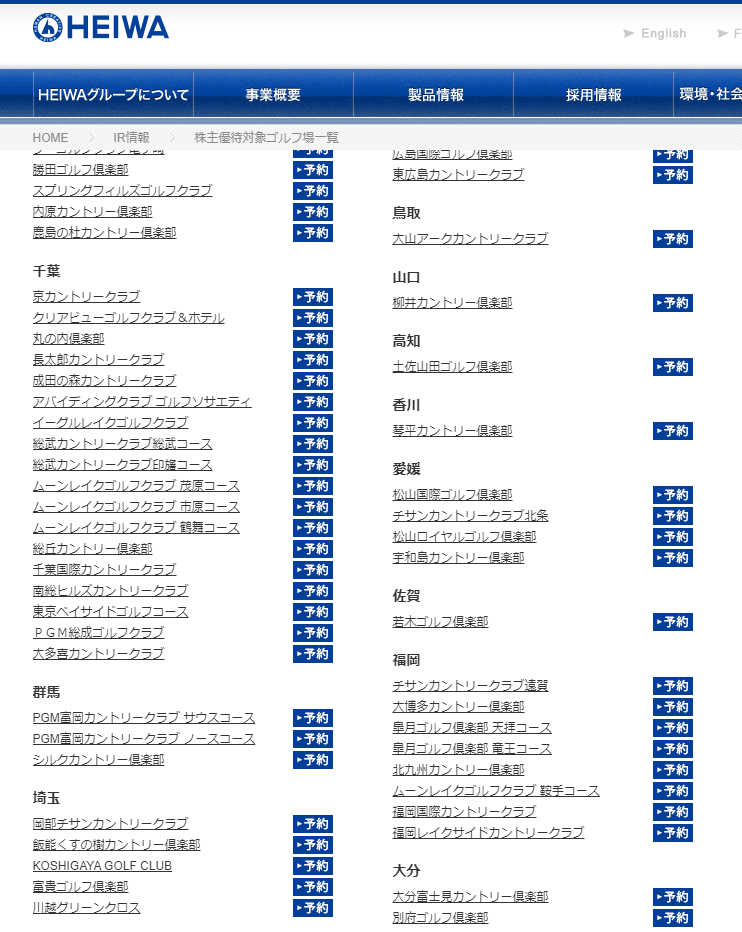 HEIWA
English
F
HEIWAグループについて
事業概要
製品情報
採用情報
環境・社会
HOME
IR情報
株主優待対象ゴルフ場一覧
予約
勝田ゴルフ倶楽部
予約
スプリングフィルズゴルフクラブ
予約
内原カントリー倶楽部
予約
鹿島の杜カントリー倶楽部
予約
千葉
京カントリークラブ
予約
クリアビューゴルフクラブ＆ホテル
予約
丸の内倶楽部
予約
長太郎カントリークラブ
予約
成田の森カントリークラブ
予約
アバイディングクラブ ゴルフソサエティ
予約
イーグルレイクゴルフクラブ
予約
総武カントリークラブ総武コース
予約
総武カントリークラブ印旛コース
予約
ムーンレイクゴルフクラブ 茂原コース
予約
ムーンレイクゴルフクラブ 市原コース
予約
ムーンレイクゴルフクラブ 鶴舞コース
予約
総丘カントリー倶楽部
予約
千葉国際カントリークラブ
予約
南総ヒルズカントリークラブ
予約
東京ベイサイドゴルフコース
予約
ＰＧＭ総成ゴルフクラブ
予約
大多喜カントリークラブ
予約
群馬
PGM富岡カントリークラブ サウスコース
予約
PGM富岡カントリークラブ ノースコース
予約
シルクカントリー倶楽部
予約
埼玉
岡部チサンカントリークラブ
予約
飯能くすの樹カントリー倶楽部
予約
KOSHIGAYA GOLF CLUB
予約
富貴ゴルフ倶楽部
予約
川越グリーンクロス
予約
広島国際ゴルフ倶楽部
予約
東広島カントリークラブ
予約
鳥取
大山アークカントリークラブ
予約
山口
柳井カントリー倶楽部
予約
高知
土佐山田ゴルフ倶楽部
予約
香川
琴平カントリー倶楽部
予約
愛媛
松山国際ゴルフ倶楽部
予約
チサンカントリークラブ北条
予約
松山ロイヤルゴルフ倶楽部
予約
宇和島カントリー倶楽部
予約
佐賀
若木ゴルフ倶楽部
予約
福岡
チサンカントリークラブ遠賀
予約
大博多カントリー倶楽部
予約
皐月ゴルフ倶楽部 天拝コース
予約
皐月ゴルフ倶楽部 竜王コース
予約
北九州カントリー倶楽部
予約
ムーンレイクゴルフクラブ 鞍手コース
予約
福岡国際カントリークラブ
予約
福岡レイクサイドカントリークラブ
予約
大分
大分富士見カントリー倶楽部
予約
別府ゴルフ倶楽部
予約